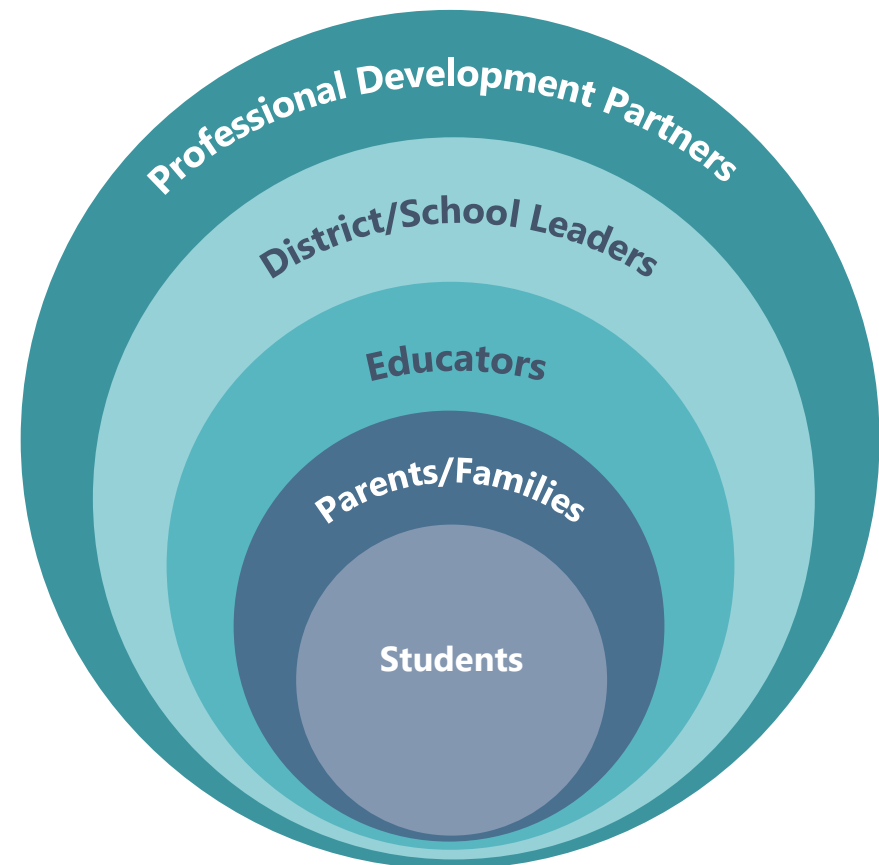 Professional Development Partners
District/School Leaders
Educators
Parents/Families
Students